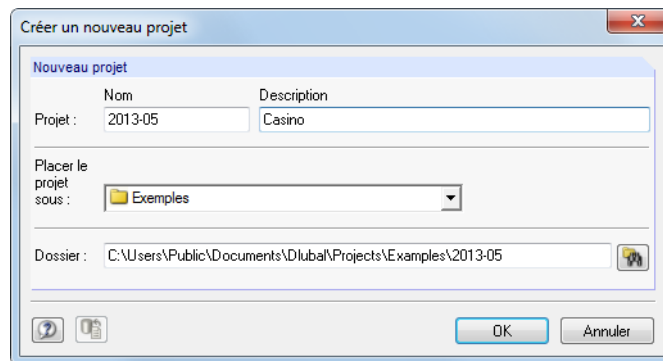 Créer un nouveau projet
Nouveau projet
Nom Description
Projet : 2013-05 Casino
Placer le
projet
sous : Exemples
Dossier : C:\Users\Public\Documents\Dlubal\Projects\Examples\2013-05
OK Annuler